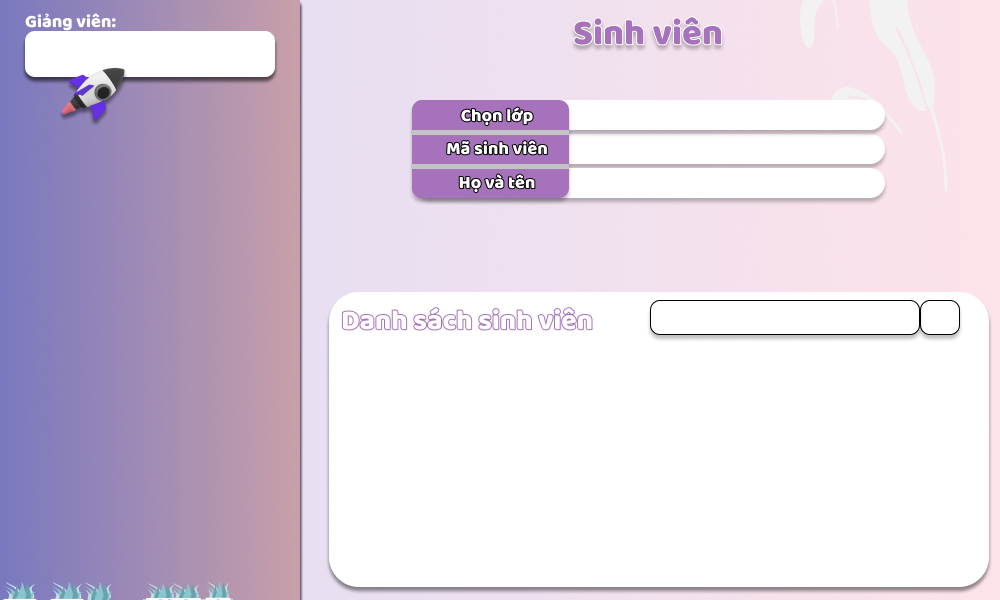 Giảng viên:
Sinh viên
Chọn lớp
Mã sinh viên
Họ và tên
Danh sách sinh viên